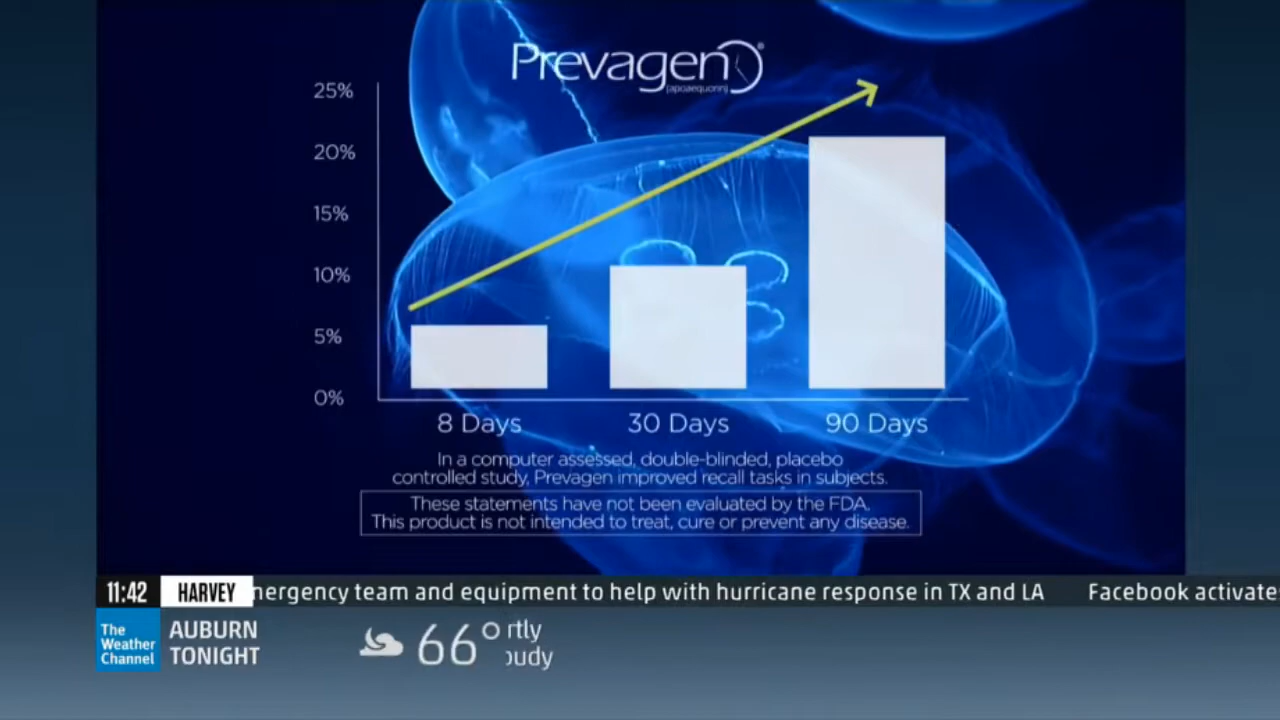 Prevagen®
(apoaequorin)
25%
20%
15%
10%
5%
0%
8 Days 30 Days 90 Days
In a computer assessed, double-blinded, placebo
controlled study, Prevagen improved recall tasks in subjects.
These statements have not been evaluated by the FDA.
This product is not intended to treat, cure or prevent any disease.
11:42 HARVEY nergency team and equipment to help with hurricane response in TX and LA Facebook activate
The
Weather
Channel
AUBURN
TONIGHT
66°
rtly
oudy